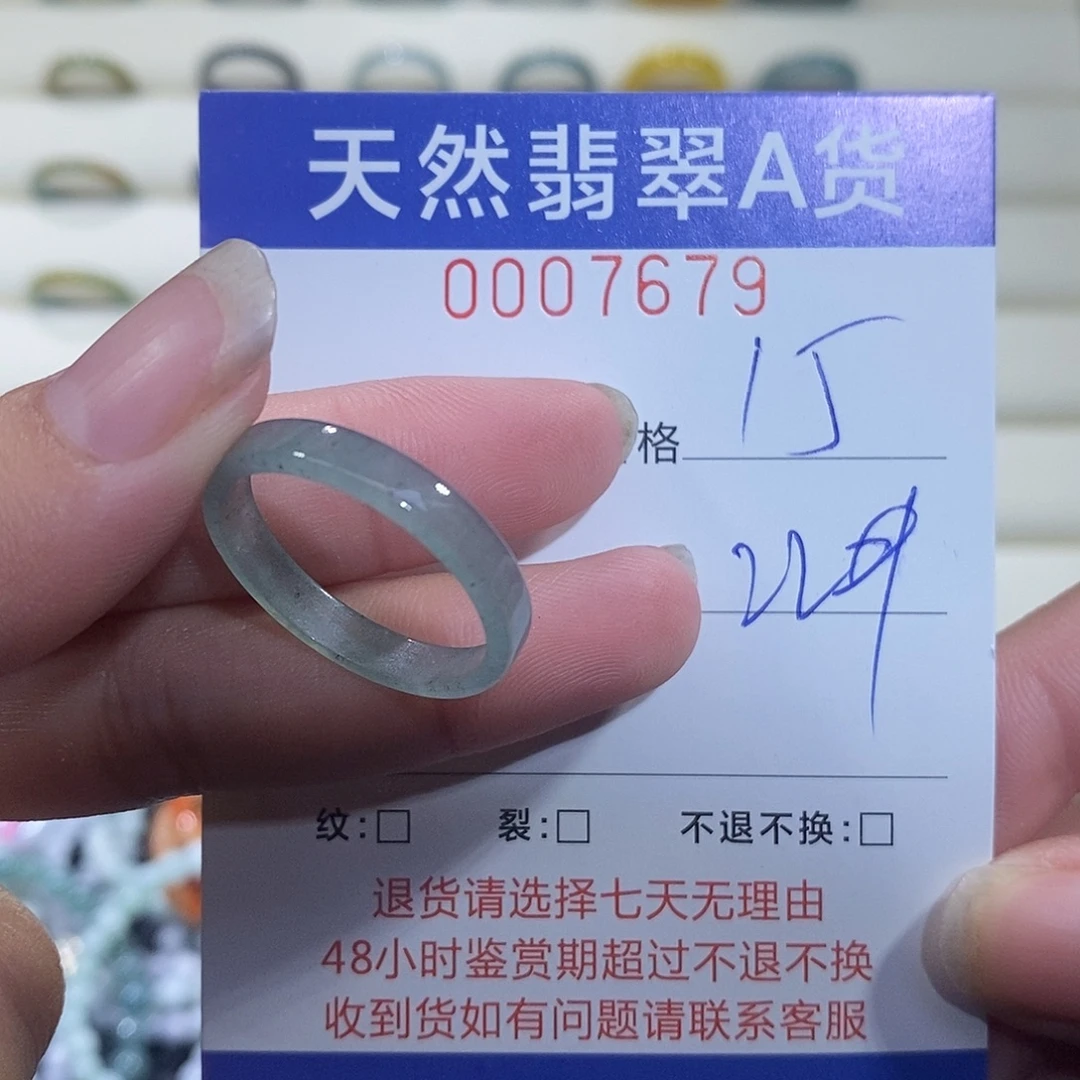 天然翡翠A货
0007679
格 15
22
纹:□ 裂:□ 不退不换:□
退货请选择七天无理由
48小时鉴赏期超过不退不换
收到货如有问题请联系客服